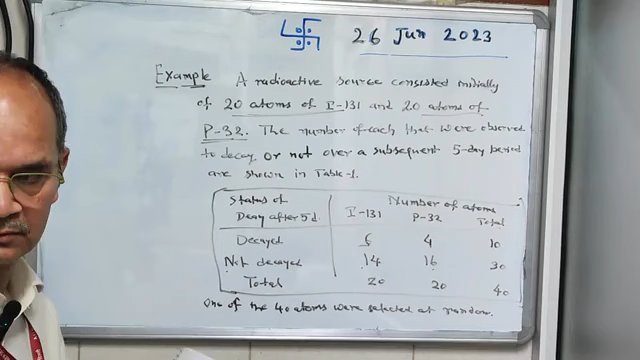 26 Jun 2023
Example A radioactive source consisted initially
of 20 atoms of I-131 and 20 atoms of
P-32. The number of each that were observed
to decay or not over a subsequent 5-day period
are shown in Table-1.
Status of Number of atoms
Decay after 5d I-131 P-32 Total
Decayed 6 4 10
Not decayed 14 16 30
Total 20 20 40
One of the 40 atoms were selected at random.